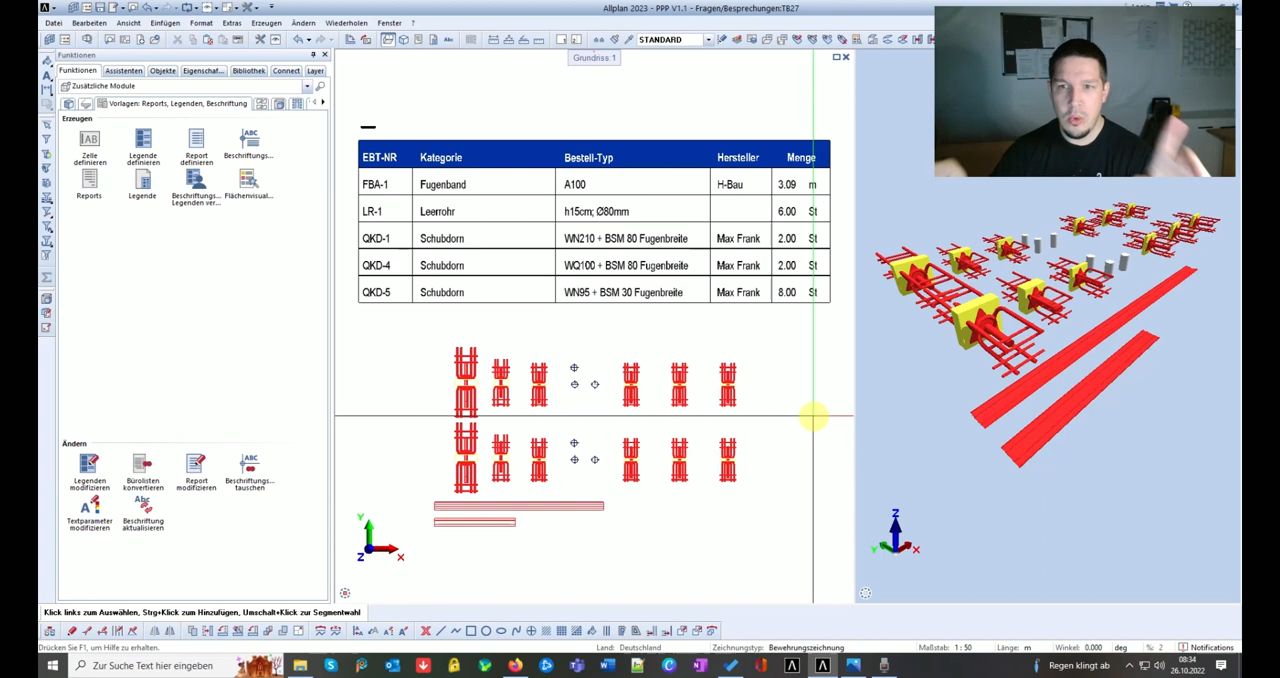 Allplan 2023 - PPP V1.1 - Fragen/Besprechungen:TB27
Datei Bearbeiten Ansicht Einfügen Format Extras Erzeugen Ändern Wiederholen Fenster ?
STANDARD
Funktionen
Grundriss:1
Funktionen Assistenten Objekte Eigenschaf... Bibliothek Connect Layer
Zusätzliche Module
Vorlagen: Reports, Legenden, Beschriftung
Erzeugen
Zelle definieren
Legende definieren
Report definieren
Beschriftungs...
Reports
Legende
Beschriftungs... Legenden ver...
Flächenvisual...
EBT-NR Kategorie Bestell-Typ Hersteller Menge
FBA-1 Fugenband A100 H-Bau 3.09 m
LR-1 Leerrohr h15cm; Ø80mm 6.00 St
QKD-1 Schubdorn WN210 + BSM 80 Fugenbreite Max Frank 2.00 St
QKD-4 Schubdorn WQ100 + BSM 80 Fugenbreite Max Frank 2.00 St
QKD-5 Schubdorn WN95 + BSM 30 Fugenbreite Max Frank 8.00 St
Ändern
Legenden modifizieren
Bürolisten konvertieren
Report modifizieren
Beschriftungs... tauschen
Textparameter modifizieren
Beschriftung aktualisieren
Y
Z X
Z
Y X
Klick links zum Auswählen, Strg+Klick zum Hinzufügen, Umschalt+Klick zur Segmentwahl
Drücken Sie F1, um Hilfe zu erhalten.
Land: Deutschland
Zeichnungstyp: Bewehrungszeichnung
Maßstab: 1 : 50
Länge: m
Winkel: 0.000 deg
% 2
Notifications
Zur Suche Text hier eingeben
Regen klingt ab
08:34
26.10.2022